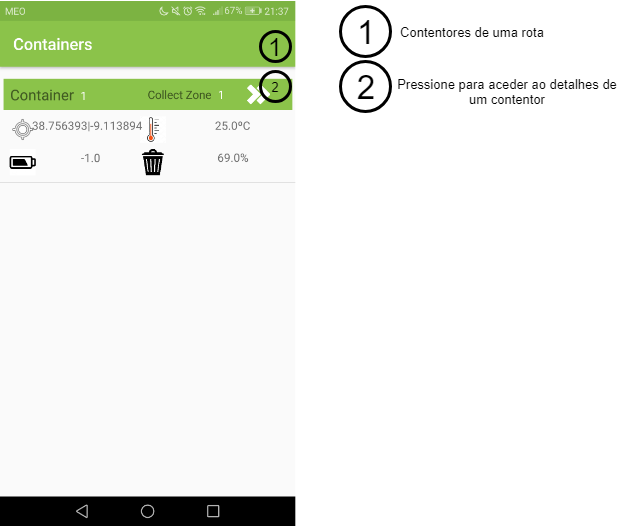 MEO 67% 21:37
Containers
1
Container 1 Collect Zone 1
2
38.756393|-9.113894 25.0ºC
-1.0 69.0%
1 Contentores de uma rota
2 Pressione para aceder ao detalhes de
um contentor